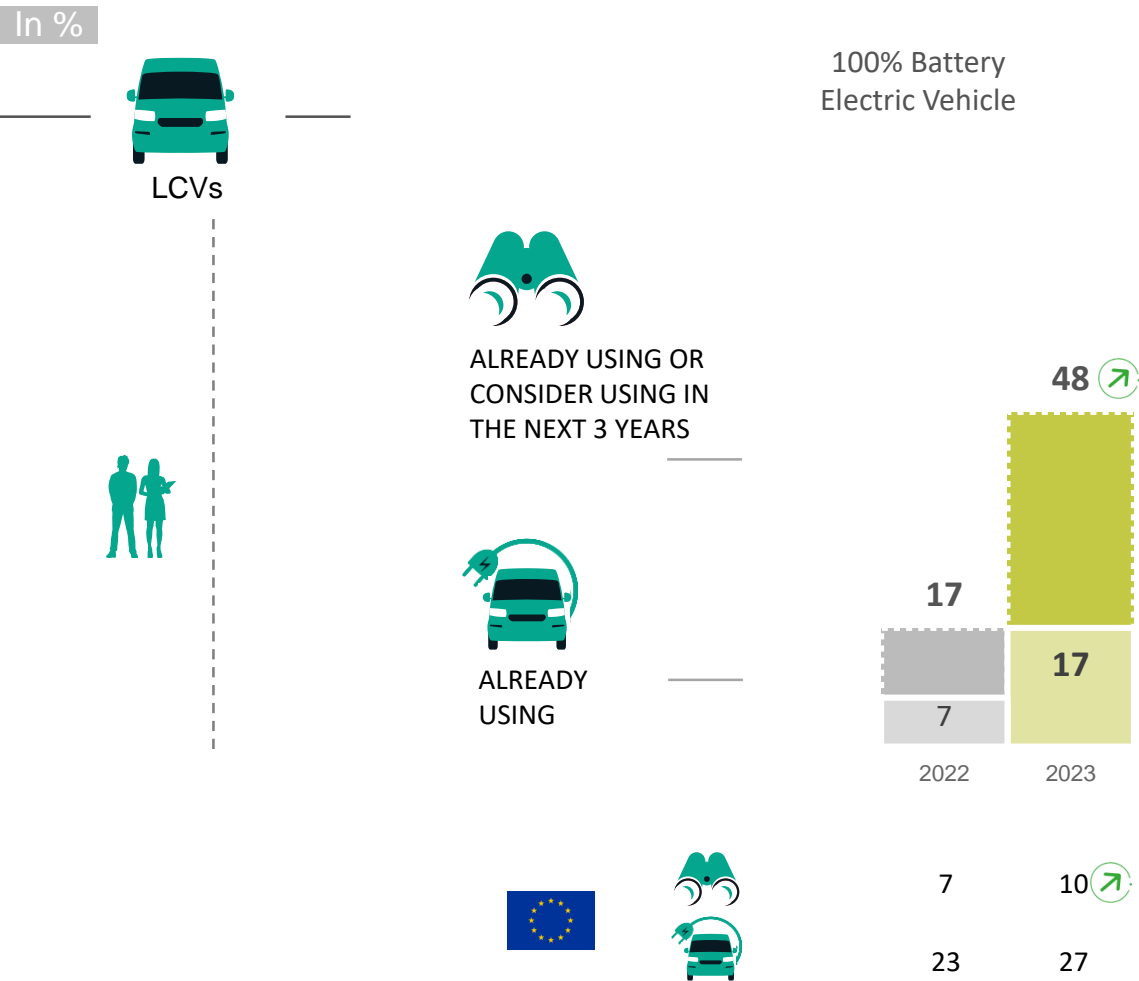 In %
100% Battery
Electric Vehicle
LCVs
ALREADY USING OR
CONSIDER USING IN
THE NEXT 3 YEARS
48
17
17
ALREADY
USING
7
2022 2023
7 10
23 27